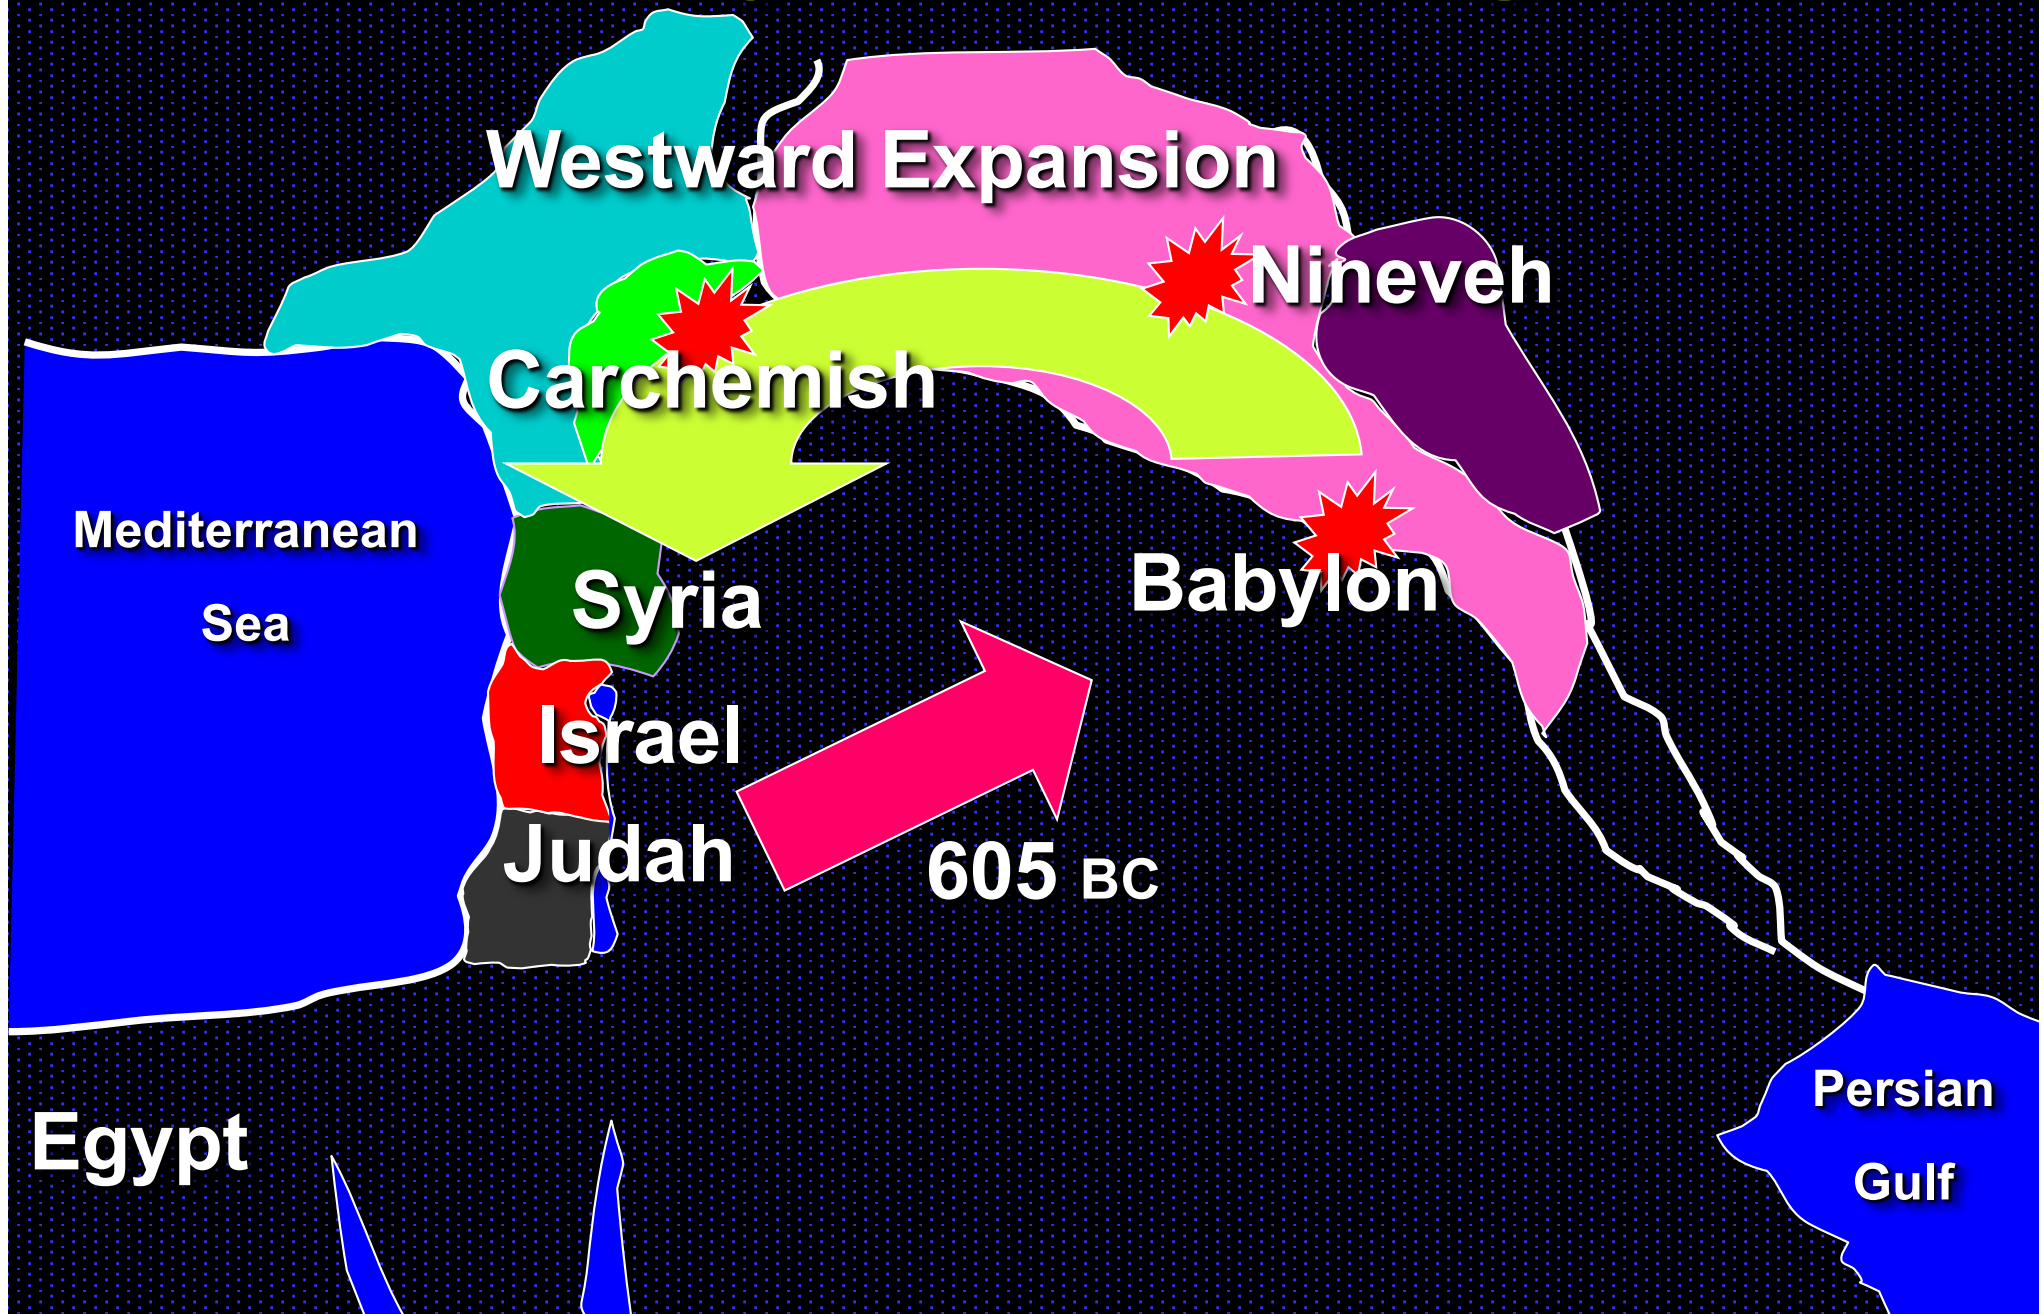 Westward Expansion
Nineveh
Carchemish
Mediterranean
Sea
Syria
Babylon
Israel
Judah
605 BC
Egypt
Persian
Gulf